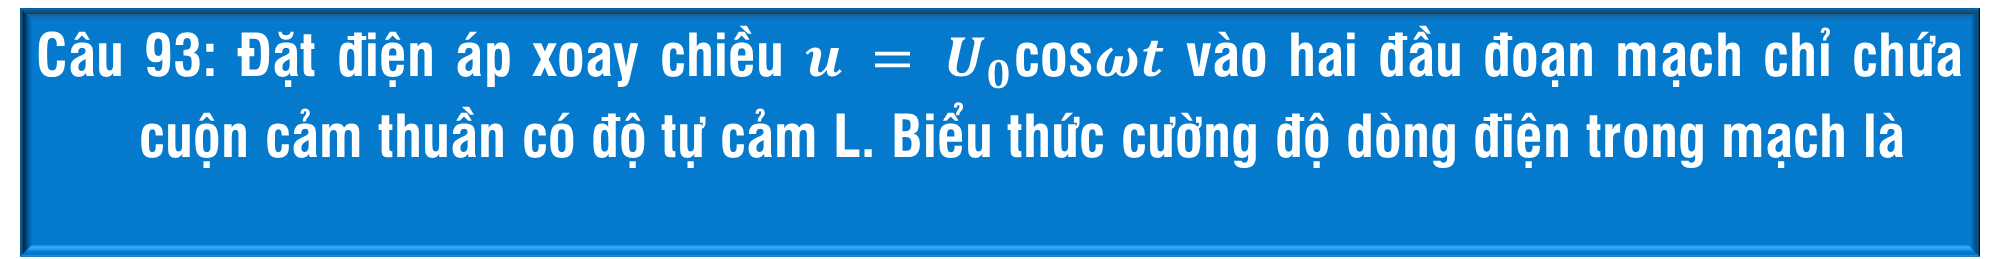 Câu 93: Đặt điện áp xoay chiều u = U₀cosωt vào hai đầu đoạn mạch chỉ chứa
cuộn cảm thuần có độ tự cảm L. Biểu thức cường độ dòng điện trong mạch là